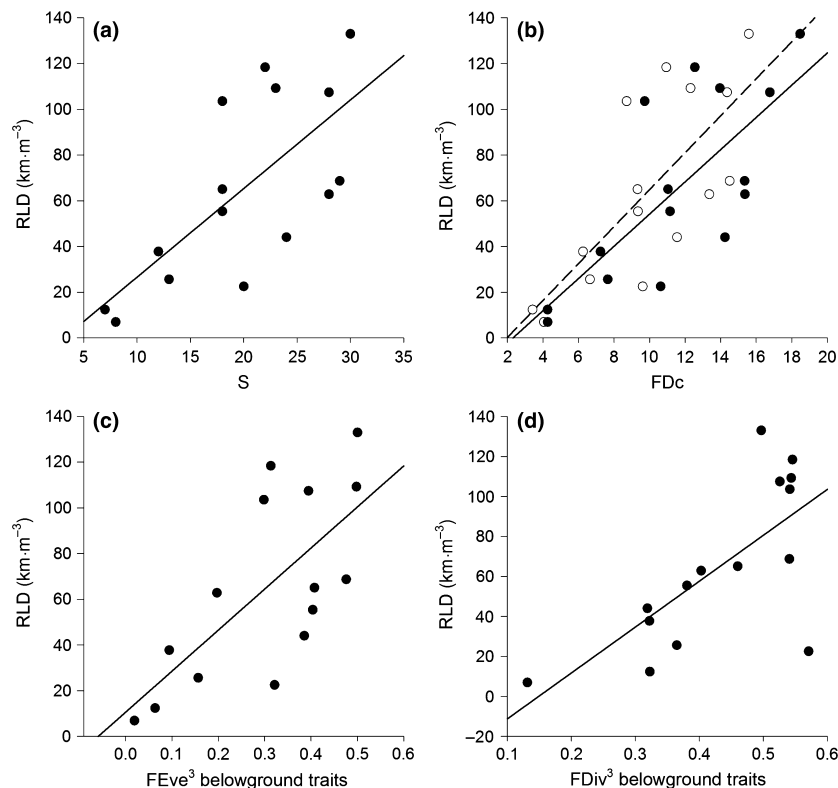 (a)
140
120
100
80
60
40
20
0
RLD (km·m⁻³)
5 10 15 20 25 30 35
S
(b)
140
120
100
80
60
40
20
0
RLD (km·m⁻³)
2 4 6 8 10 12 14 16 18 20
FDc
(c)
140
120
100
80
60
40
20
0
RLD (km·m⁻³)
0.0 0.1 0.2 0.3 0.4 0.5 0.6
FEve³ belowground traits
(d)
140
120
100
80
60
40
20
0
−20
RLD (km·m⁻³)
0.1 0.2 0.3 0.4 0.5 0.6
FDiv³ belowground traits